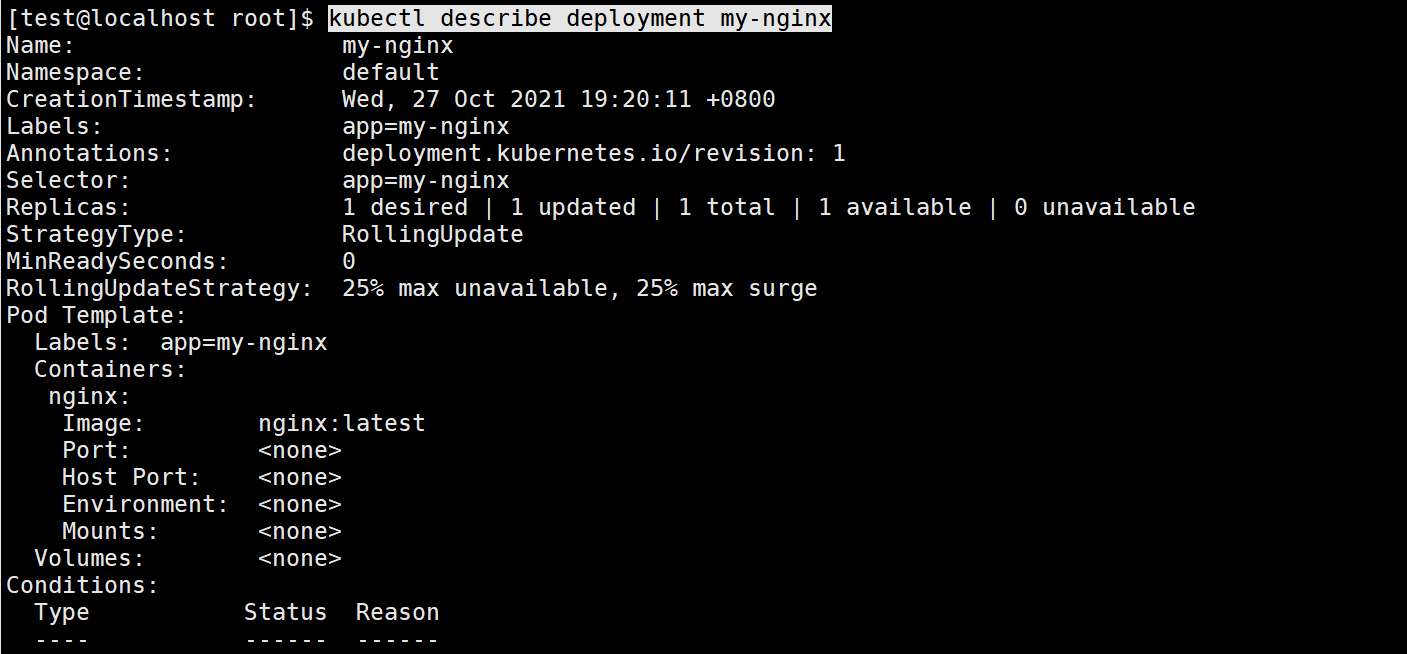 [test@localhost root]$ kubectl describe deployment my-nginx
Name:                   my-nginx
Namespace:              default
CreationTimestamp:      Wed, 27 Oct 2021 19:20:11 +0800
Labels:                 app=my-nginx
Annotations:            deployment.kubernetes.io/revision: 1
Selector:               app=my-nginx
Replicas:               1 desired | 1 updated | 1 total | 1 available | 0 unavailable
StrategyType:           RollingUpdate
MinReadySeconds:        0
RollingUpdateStrategy:  25% max unavailable, 25% max surge
Pod Template:
  Labels:  app=my-nginx
  Containers:
   nginx:
    Image:        nginx:latest
    Port:         <none>
    Host Port:    <none>
    Environment:  <none>
    Mounts:       <none>
  Volumes:        <none>
Conditions:
  Type           Status  Reason
  ----           ------  ------